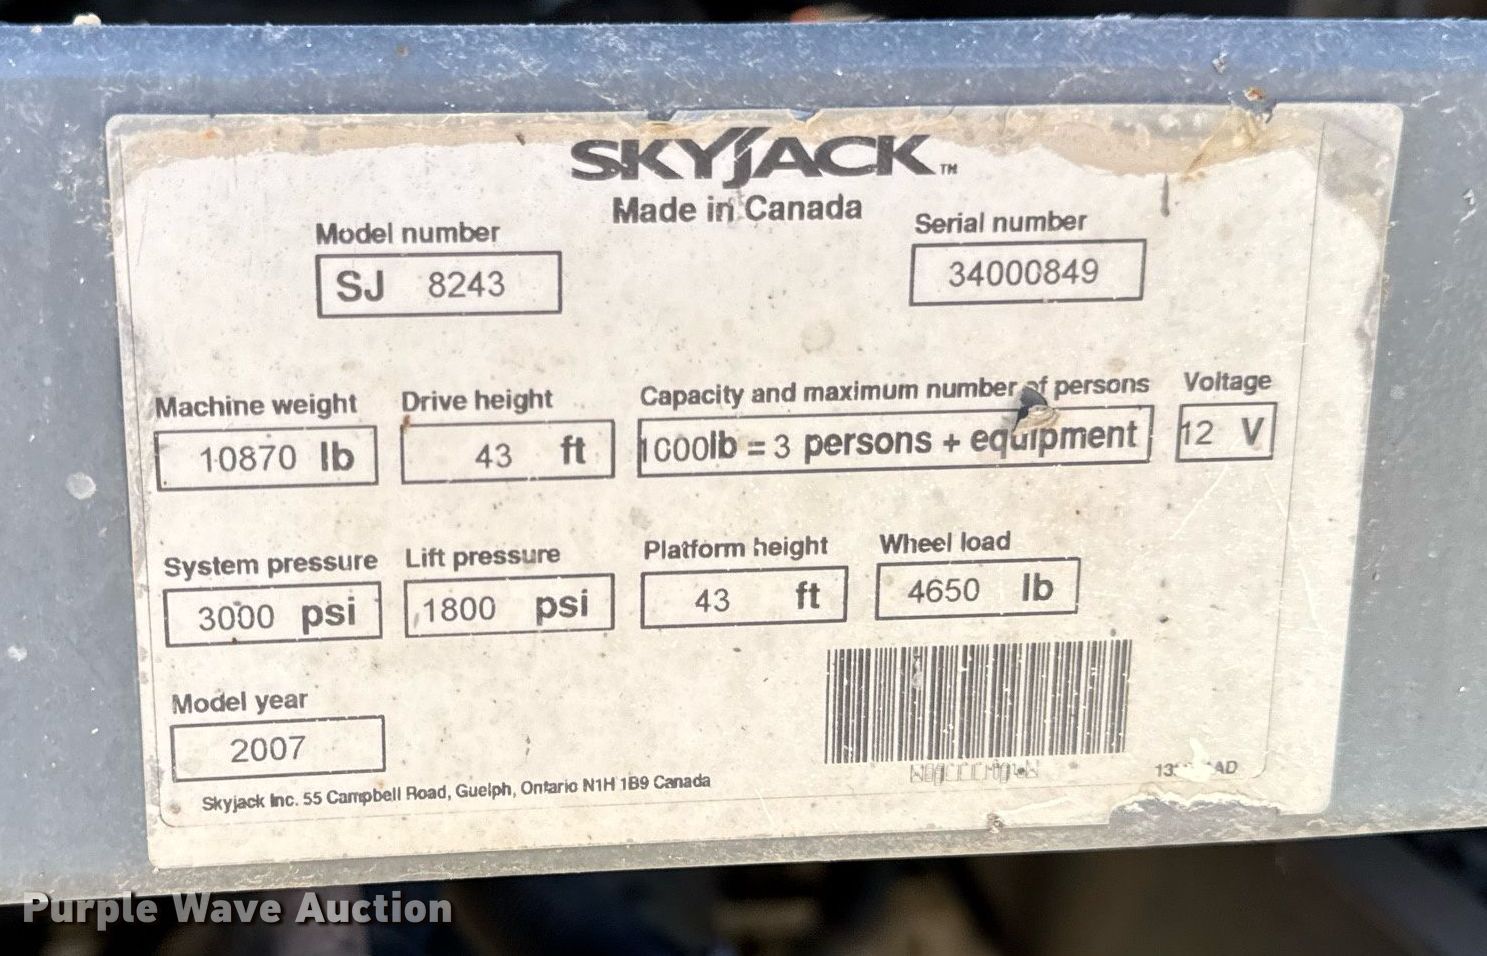 SKYJACK™
Made in Canada
Model number
SJ 8243
Serial number
34000849
Machine weight
10870 lb
Drive height
43 ft
Capacity and maximum number of persons
1000lb = 3 persons + equipment
Voltage
12 V
System pressure
3000 psi
Lift pressure
1800 psi
Platform height
43 ft
Wheel load
4650 lb
Model year
2007
Skyjack Inc. 55 Campbell Road, Guelph, Ontario N1H 1B9 Canada
Purple Wave Auction